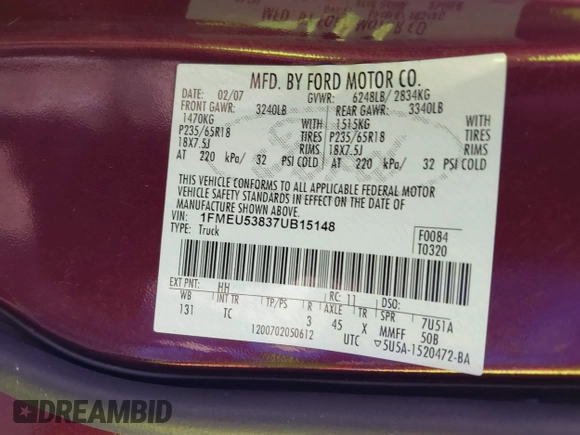 MFD. BY FORD MOTOR CO.
DATE: 02/07 GVWR: 6248LB/ 2834KG
FRONT GAWR: 3240LB REAR GAWR: 3340LB
1470KG WITH 1515KG WITH
P235/65R18 TIRES P235/65R18 TIRES
18X7.5J RIMS 18X7.5J RIMS
AT 220 kPa/ 32 PSI COLD AT 220 kPa/ 32 PSI COLD
THIS VEHICLE CONFORMS TO ALL APPLICABLE FEDERAL MOTOR
VEHICLE SAFETY STANDARDS IN EFFECT ON THE DATE OF
MANUFACTURE SHOWN ABOVE.
VIN: 1FMEU53837UB15148
TYPE: Truck
F0084
T0320
EXT PNT: HH RC: 11 DSO:
WB INT TR TP/PS R AXLE TR SPR 7U51A
131 TC 3 45 X MMFF 50B
1200702050612 UTC ▽5U5A-1520472-BA
DREAMBID